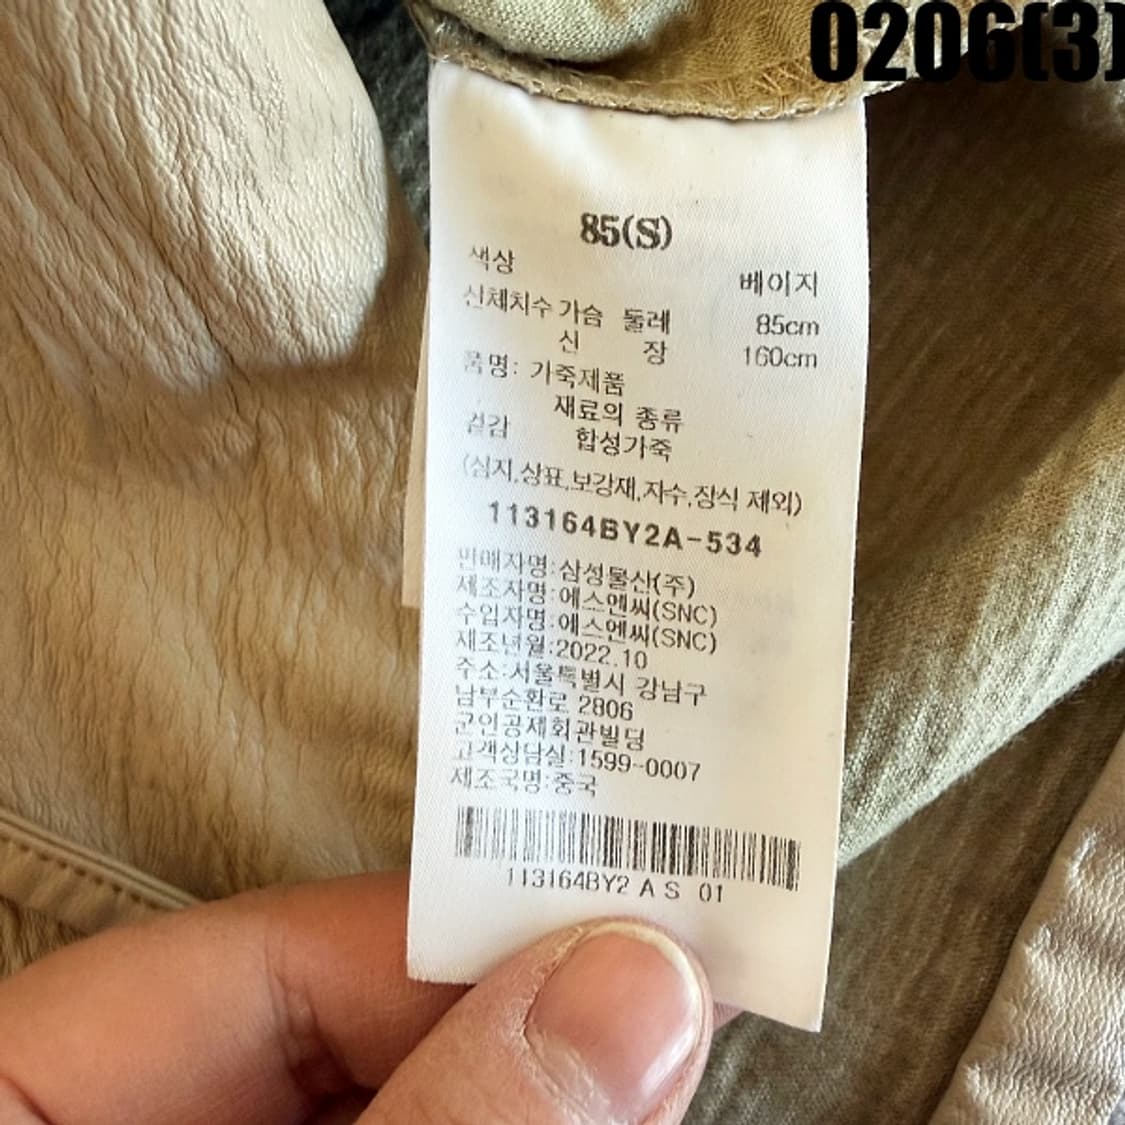 0206(3)
85(S)
색상 베이지
신체치수 가슴 둘레 85cm
신 장 160cm
품명: 가죽제품
재료의 종류
겉감 합성가죽
(심지,상표,보강재,자수,장식 제외)
113164BY2A-534
판매자명:삼성물산(주)
제조자명:에스엔씨(SNC)
수입자명:에스엔씨(SNC)
제조년월:2022.10
주소:서울특별시 강남구
남부순환로 2806
군인공제회관빌딩
고객상담실:1599-0007
제조국명:중국
113164BY2 A S 01